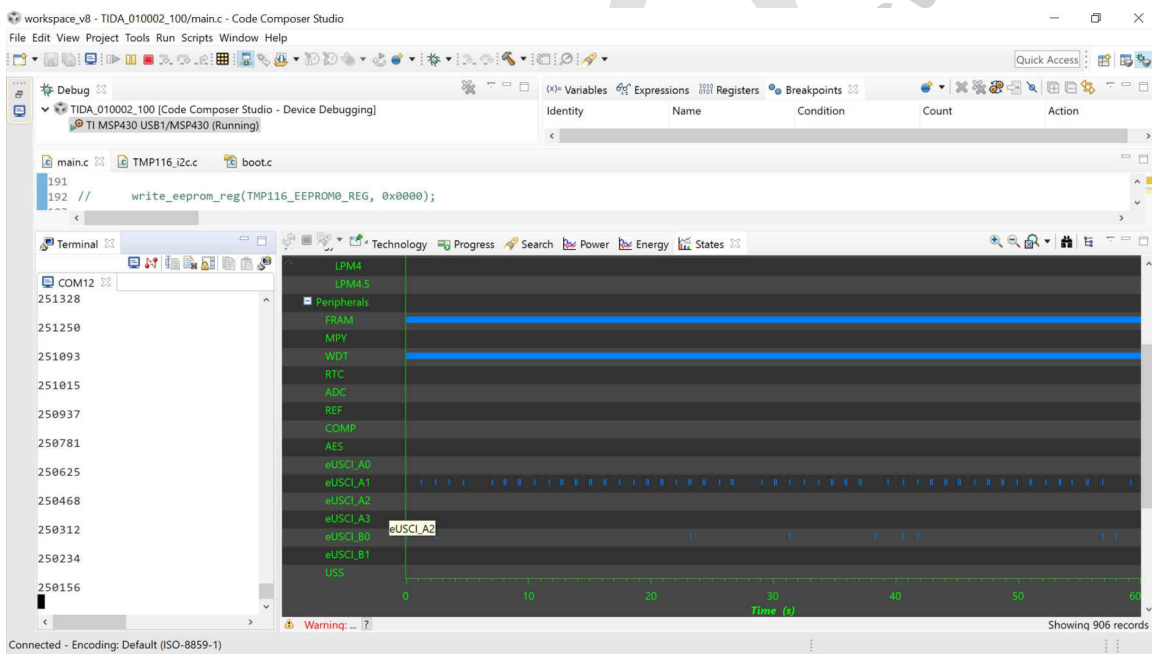 workspace_v8 - TIDA_010002_100/main.c - Code Composer Studio
File Edit View Project Tools Run Scripts Window Help
Quick Access
Debug
(x)= Variables Expressions Registers Breakpoints
TIDA_010002_100 [Code Composer Studio - Device Debugging]
Identity Name Condition Count Action
TI MSP430 USB1/MSP430 (Running)
main.c TMP116_i2c.c boot.c
191
192 // write_eeprom_reg(TMP116_EEPROM0_REG, 0x0000);
Terminal
Technology Progress Search Power Energy States
COM12
251328
251250
251093
251015
250937
250781
250625
250468
250312
250234
250156
LPM4
LPM4.5
Peripherals
FRAM
MPY
WDT
RTC
ADC
REF
COMP
AES
eUSCI_A0
eUSCI_A1
eUSCI_A2
eUSCI_A3
eUSCI_A2
eUSCI_B0
eUSCI_B1
USS
0 10 20 30 40 50 60
Time (s)
Warning: ... ?
Showing 906 records
Connected - Encoding: Default (ISO-8859-1)